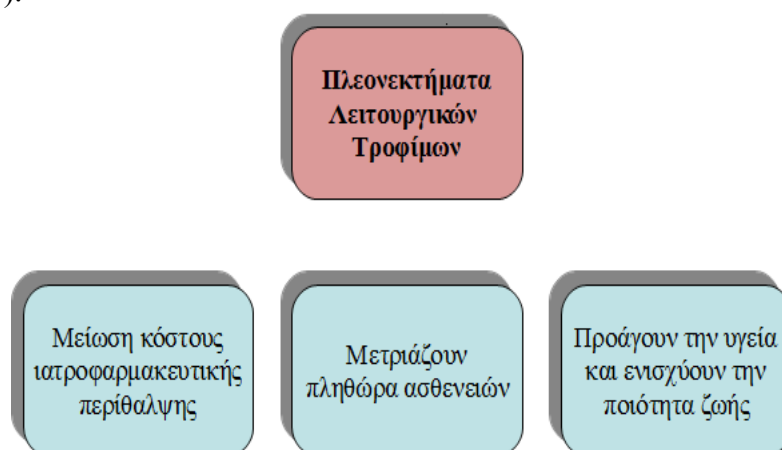 ).
Πλεονεκτήματα
Λειτουργικών
Τροφίμων
Μείωση κόστους
ιατροφαρμακευτικής
περίθαλψης
Μετριάζουν
πληθώρα ασθενειών
Προάγουν την υγεία
και ενισχύουν την
ποιότητα ζωής